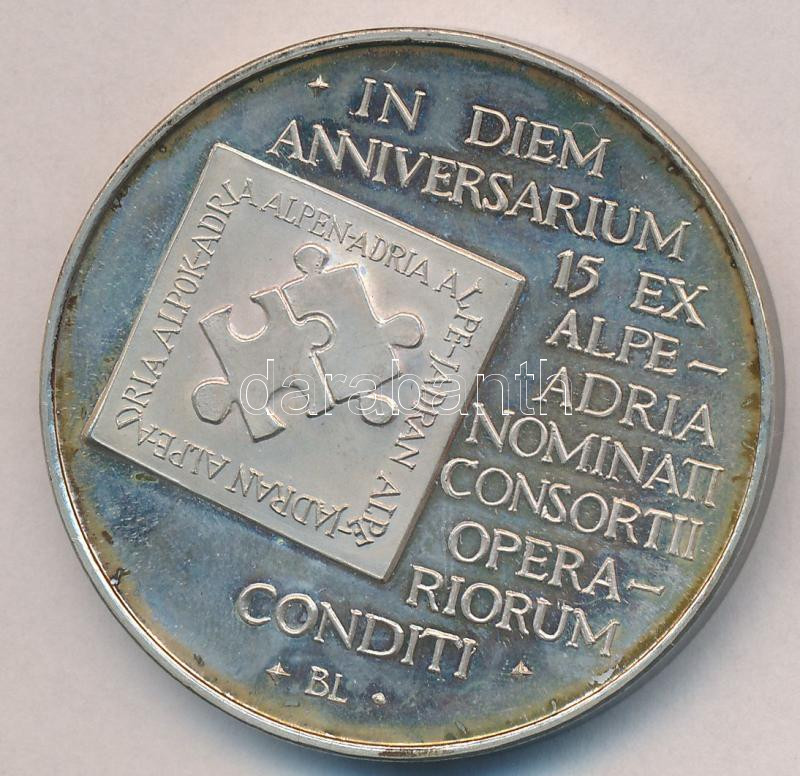 IN DIEM
ANNIVERSARIUM
15 EX
ALPE-
ADRIA
NOMINATI
CONSORTII
OPERA-
RIORUM
CONDITI
BL
ALPEN-ADRIA ALPE-JADRAN ALPE-JADRAN ALPE-ADRIA ALPOK-ADRIA
darabanth